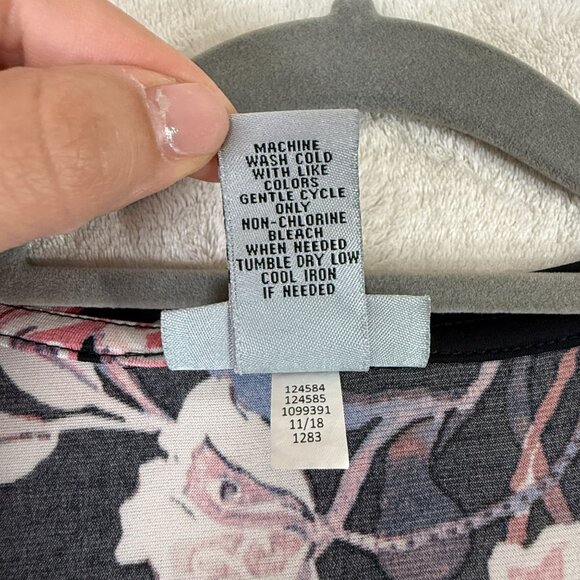 MACHINE
WASH COLD
WITH LIKE
COLORS
GENTLE CYCLE
ONLY
NON-CHLORINE
BLEACH
WHEN NEEDED
TUMBLE DRY LOW
COOL IRON
IF NEEDED
124584
124585
1099391
11/18
1283